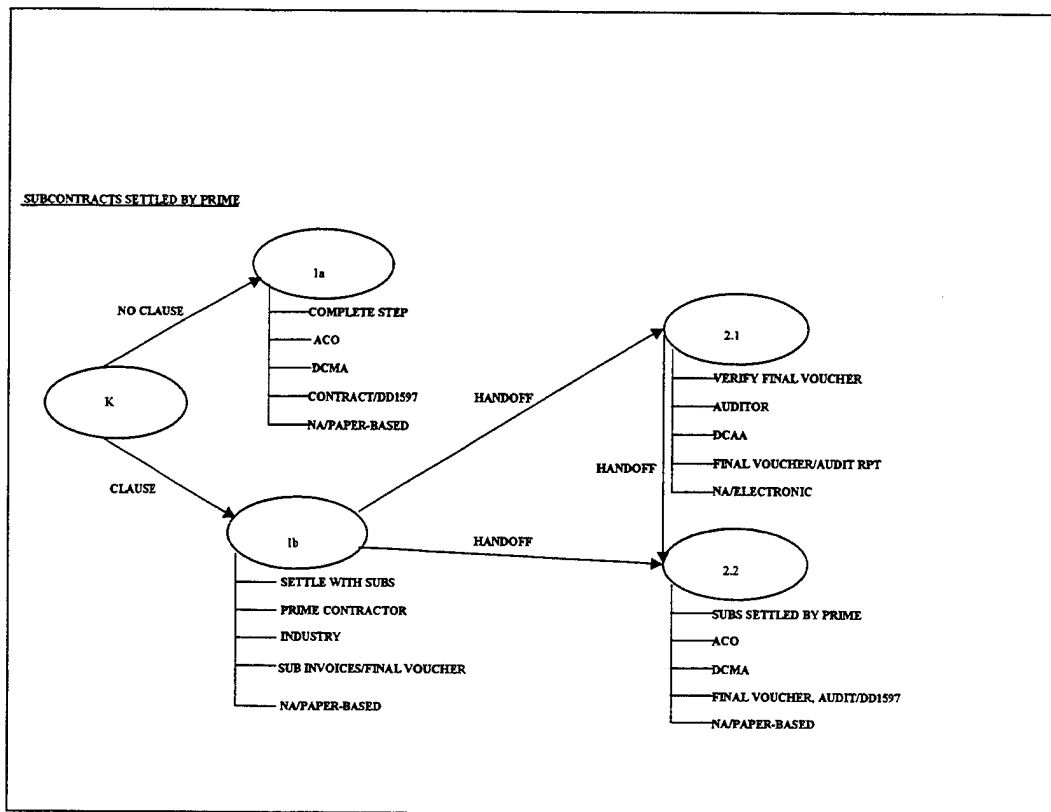 SUBCONTRACTS SETTLED BY PRIME
1a
NO CLAUSE
COMPLETE STEP
ACO
DCMA
CONTRACT/DD1597
NA/PAPER-BASED
K
CLAUSE
1b
SETTLE WITH SUBS
PRIME CONTRACTOR
INDUSTRY
SUB INVOICES/FINAL VOUCHER
NA/PAPER-BASED
HANDOFF
HANDOFF
HANDOFF
2.1
VERIFY FINAL VOUCHER
AUDITOR
DCAA
FINAL VOUCHER/AUDIT RPT
NA/ELECTRONIC
2.2
SUBS SETTLED BY PRIME
ACO
DCMA
FINAL VOUCHER, AUDIT/DD1597
NA/PAPER-BASED